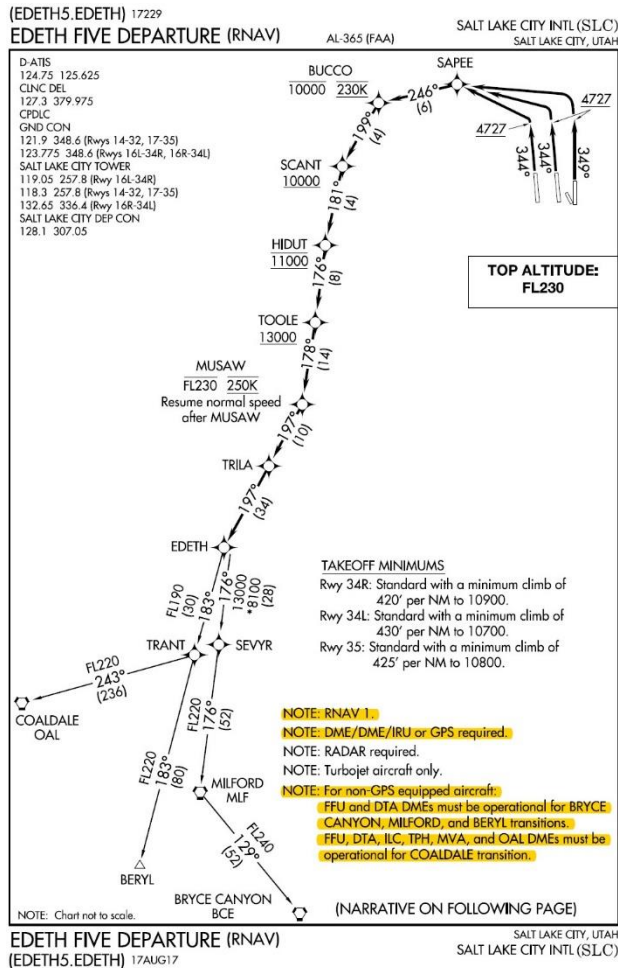 (EDETH5.EDETH) 17229
EDETH FIVE DEPARTURE (RNAV)
AL-365 (FAA)
SALT LAKE CITY INTL (SLC)
SALT LAKE CITY, UTAH
D-ATIS
124.75 125.625
CLNC DEL
127.3 379.975
CPDLC
GND CON
121.9 348.6 (Rwys 14-32, 17-35)
123.775 348.6 (Rwys 16L-34R, 16R-34L)
SALT LAKE CITY TOWER
119.05 257.8 (Rwy 16L-34R)
118.3 257.8 (Rwys 14-32, 17-35)
132.65 336.4 (Rwy 16R-34L)
SALT LAKE CITY DEP CON
128.1 307.05
SAPEE
BUCCO
10000 230K
246°
(6)
4727
4727
344°
344°
349°
199°
(4)
SCANT
10000
181°
(4)
HIDUT
11000
176°
(8)
TOP ALTITUDE:
FL230
TOOLE
13000
178°
(14)
MUSAW
FL230 250K
Resume normal speed
after MUSAW
197°
(10)
TRILA
197°
(34)
EDETH
TAKEOFF MINIMUMS
Rwy 34R: Standard with a minimum climb of
420' per NM to 10900.
Rwy 34L: Standard with a minimum climb of
430' per NM to 10700.
Rwy 35: Standard with a minimum climb of
425' per NM to 10800.
FL190
183°
(30)
176°
13000
*8100
(28)
TRANT
SEVYR
FL220
243°
(236)
COALDALE
OAL
FL220
176°
(52)
FL220
183°
(80)
MILFORD
MLF
FL240
129°
(52)
BERYL
BRYCE CANYON
BCE
NOTE: RNAV 1.
NOTE: DME/DME/IRU or GPS required.
NOTE: RADAR required.
NOTE: Turbojet aircraft only.
NOTE: For non-GPS equipped aircraft:
FFU and DTA DMEs must be operational for BRYCE
CANYON, MILFORD, and BERYL transitions.
FFU, DTA, ILC, TPH, MVA, and OAL DMEs must be
operational for COALDALE transition.
NOTE: Chart not to scale.
(NARRATIVE ON FOLLOWING PAGE)
EDETH FIVE DEPARTURE (RNAV)
(EDETH5.EDETH) 17AUG17
SALT LAKE CITY, UTAH
SALT LAKE CITY INTL (SLC)